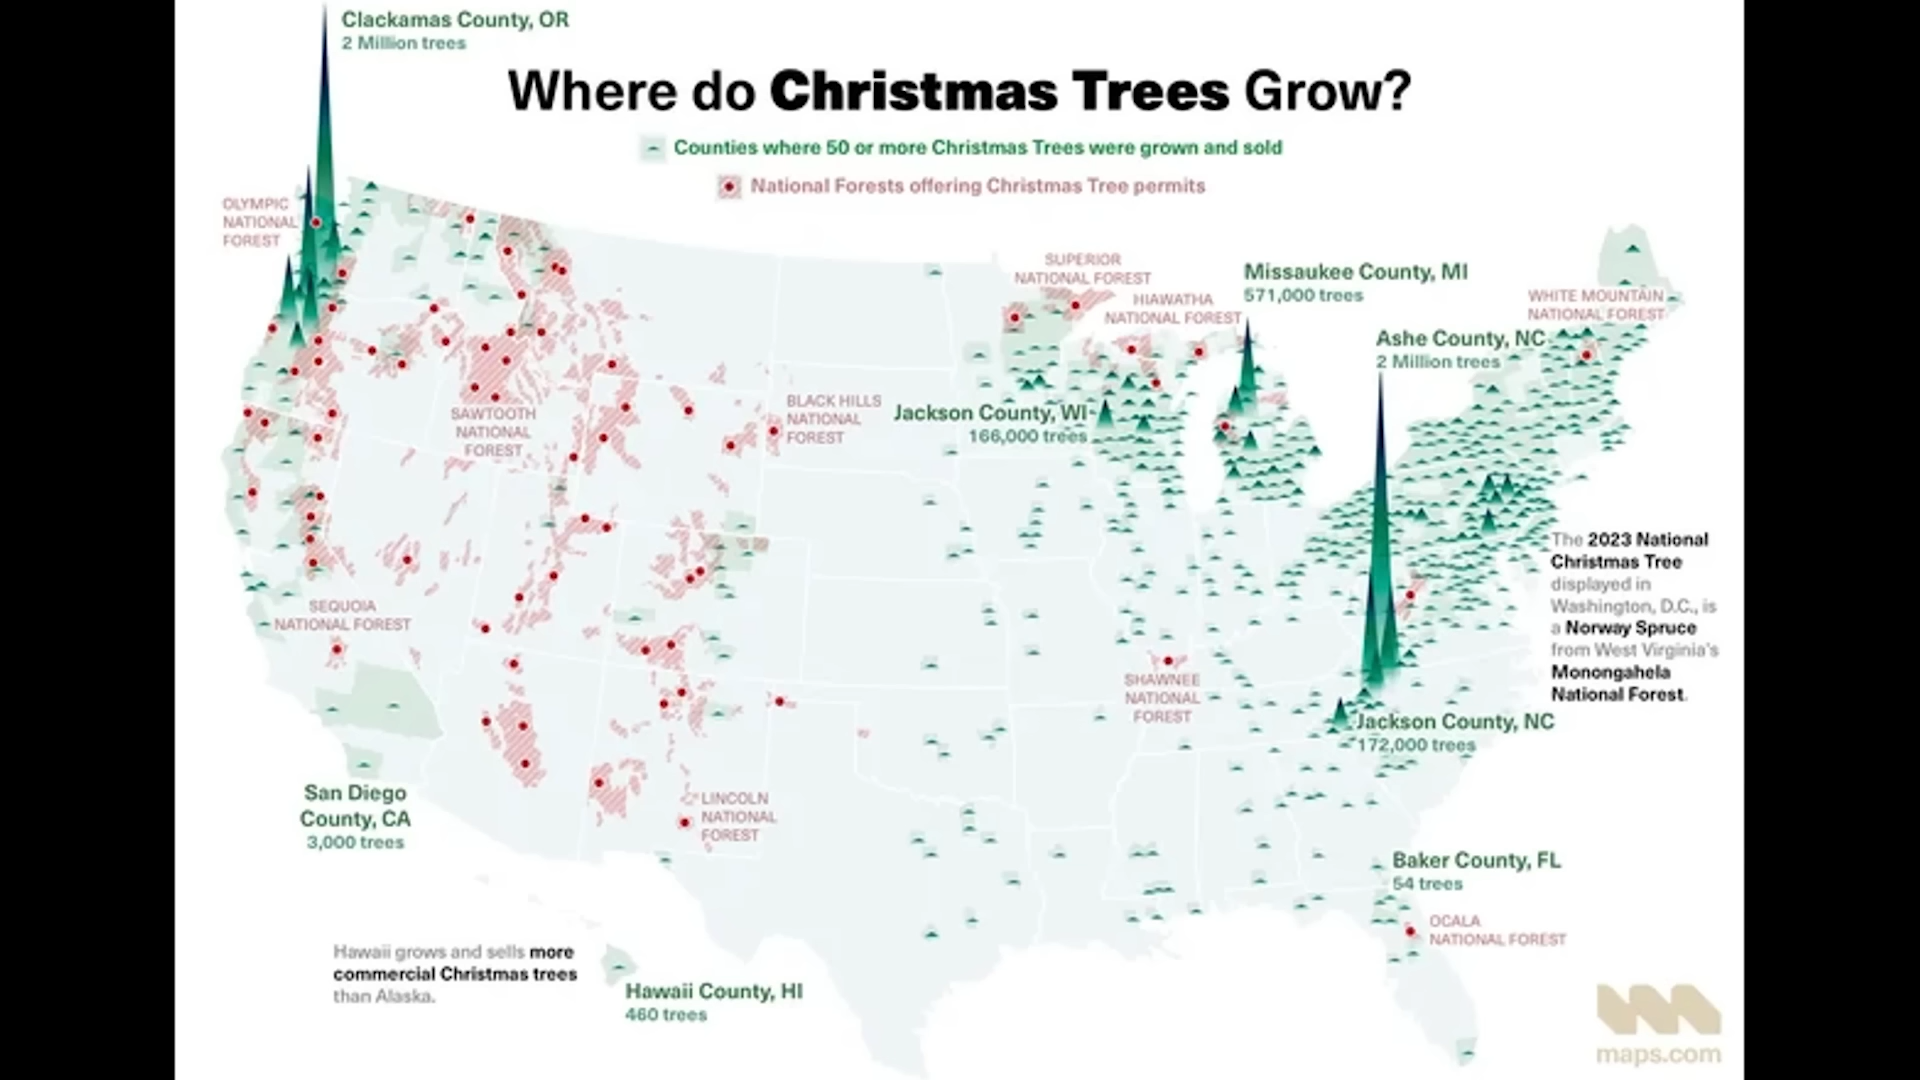 Clackamas County, OR
2 Million trees
Where do Christmas Trees Grow?
Counties where 50 or more Christmas Trees were grown and sold
National Forests offering Christmas Tree permits
OLYMPIC
NATIONAL
FOREST
SUPERIOR
NATIONAL FOREST
HIAWATHA
NATIONAL FOREST
Missaukee County, MI
571,000 trees
WHITE MOUNTAIN
NATIONAL FOREST
Ashe County, NC
2 Million trees
SAWTOOTH
NATIONAL
FOREST
BLACK HILLS
NATIONAL
FOREST
Jackson County, WI
166,000 trees
The 2023 National
Christmas Tree
displayed in
Washington, D.C., is
a Norway Spruce
from West Virginia's
Monongahela
National Forest.
SEQUOIA
NATIONAL FOREST
SHAWNEE
NATIONAL
FOREST
Jackson County, NC
172,000 trees
San Diego
County, CA
3,000 trees
LINCOLN
NATIONAL
FOREST
Baker County, FL
54 trees
OCALA
NATIONAL FOREST
Hawaii grows and sells more
commercial Christmas trees
than Alaska.
Hawaii County, HI
460 trees
maps.com